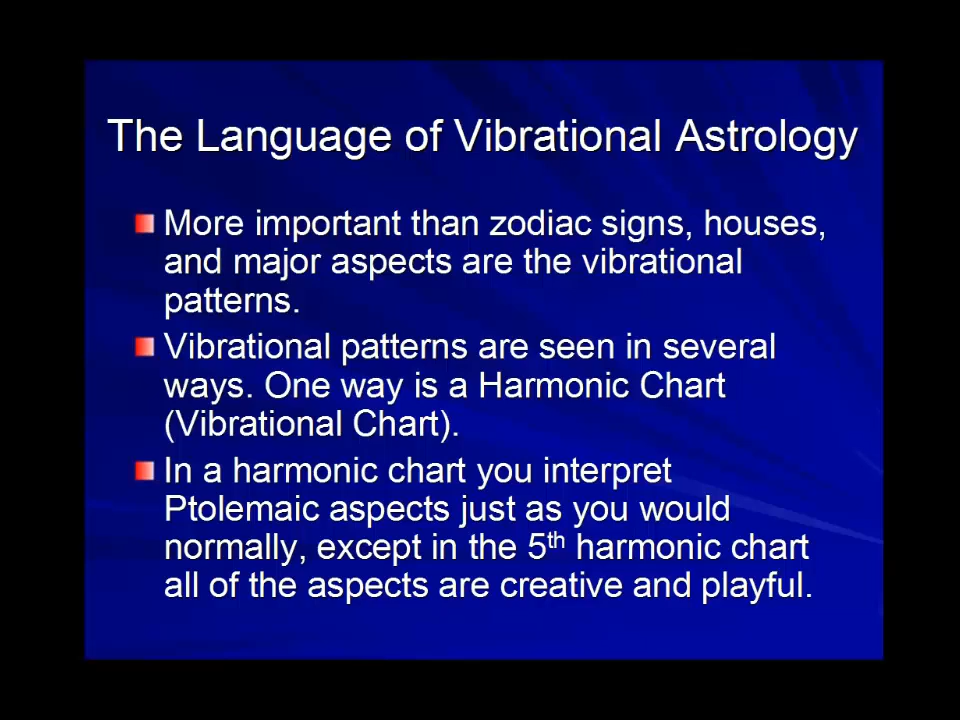 The Language of Vibrational Astrology
More important than zodiac signs, houses,
and major aspects are the vibrational
patterns.
Vibrational patterns are seen in several
ways. One way is a Harmonic Chart
(Vibrational Chart).
In a harmonic chart you interpret
Ptolemaic aspects just as you would
normally, except in the 5th harmonic chart
all of the aspects are creative and playful.